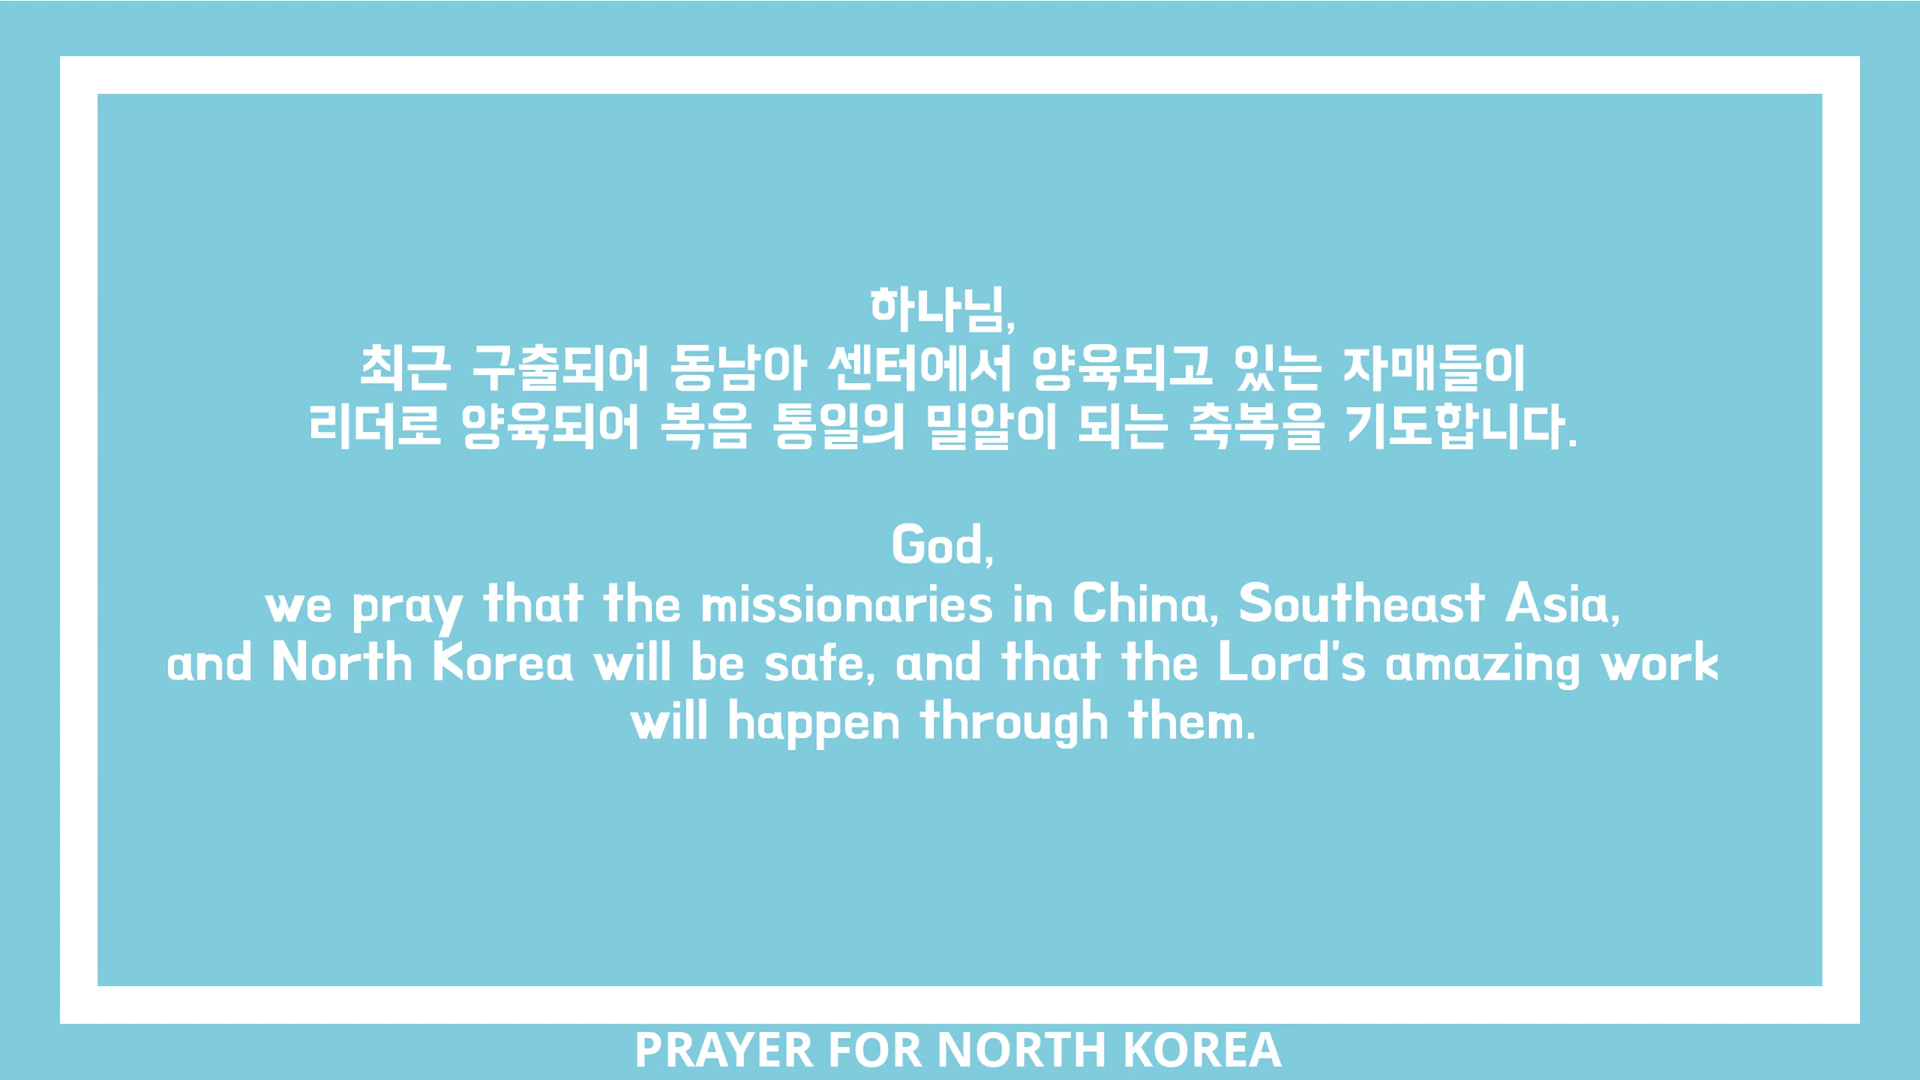 하나님,
최근 구출되어 동남아 센터에서 양육되고 있는 자매들이
리더로 양육되어 복음 통일의 밀알이 되는 축복을 기도합니다.
God,
we pray that the missionaries in China, Southeast Asia,
and North Korea will be safe, and that the Lord's amazing work
will happen through them.
PRAYER FOR NORTH KOREA